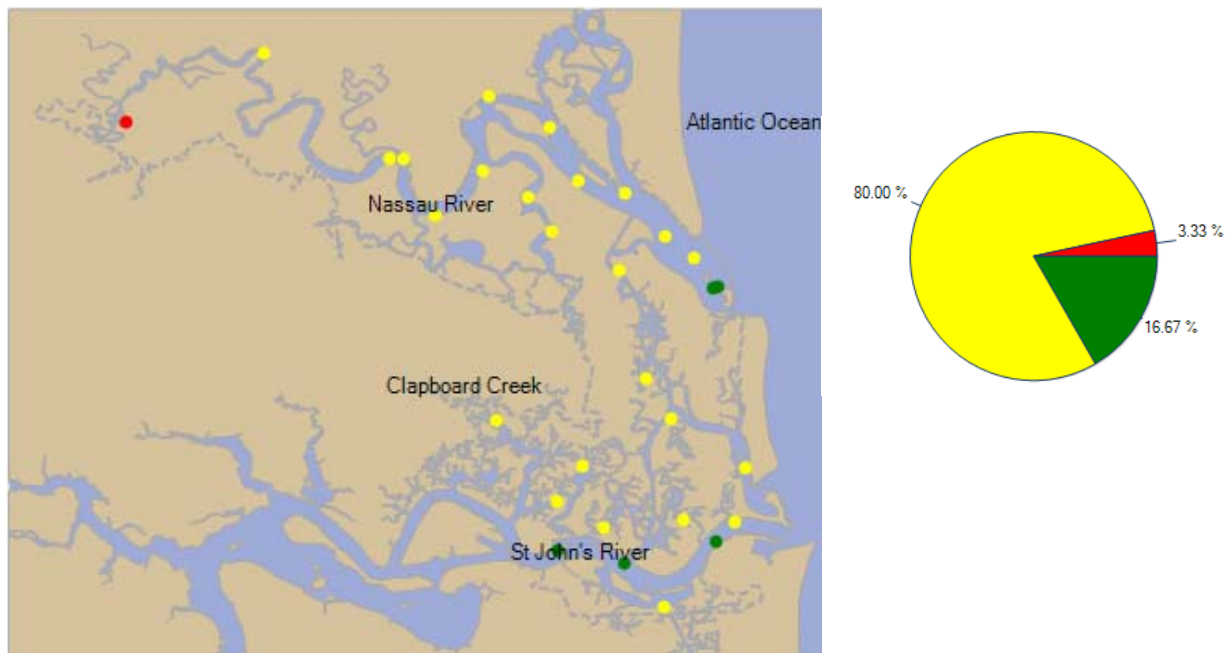 Atlantic Ocean
Nassau River
Clapboard Creek
St John's River
80.00 %
3.33 %
16.67 %